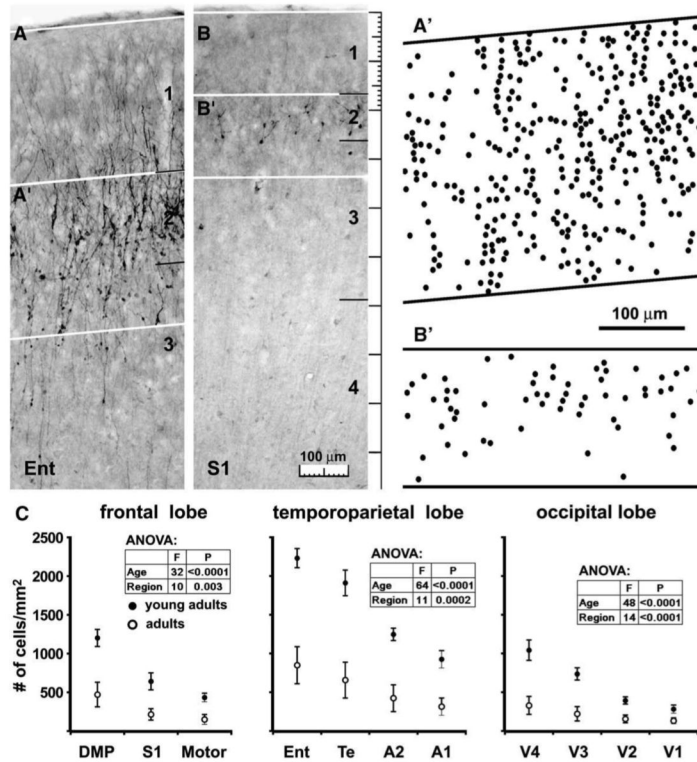 A
1
A'
2
3
Ent
B
1
B'
2
3
4
100 μm
S1
A'
100 μm
B'
C
frontal lobe
temporoparietal lobe
occipital lobe
# of cells/mm²
2500
2000
1500
1000
500
ANOVA:
F P
Age 32 <0.0001
Region 10 0.003
young adults
adults
DMP S1 Motor
ANOVA:
F P
Age 64 <0.0001
Region 11 0.0002
Ent Te A2 A1
ANOVA:
F P
Age 48 <0.0001
Region 14 <0.0001
V4 V3 V2 V1